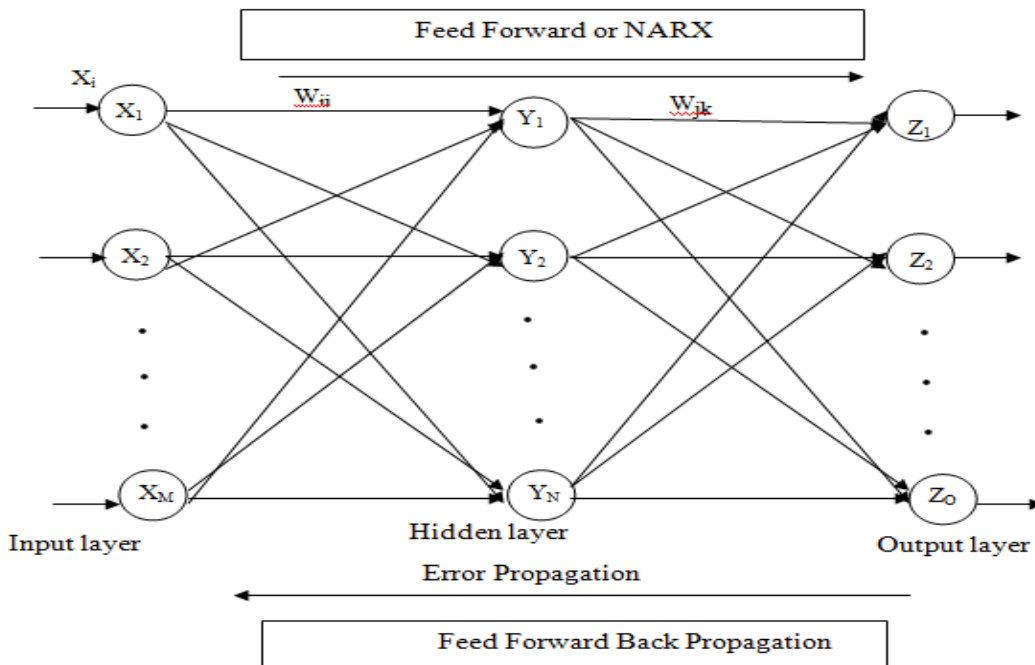 Feed Forward or NARX
Xi
Wij
Wjk
X1
Y1
Z1
X2
Y2
Z2
XM
YN
ZO
Input layer
Hidden layer
Output layer
Error Propagation
Feed Forward Back Propagation